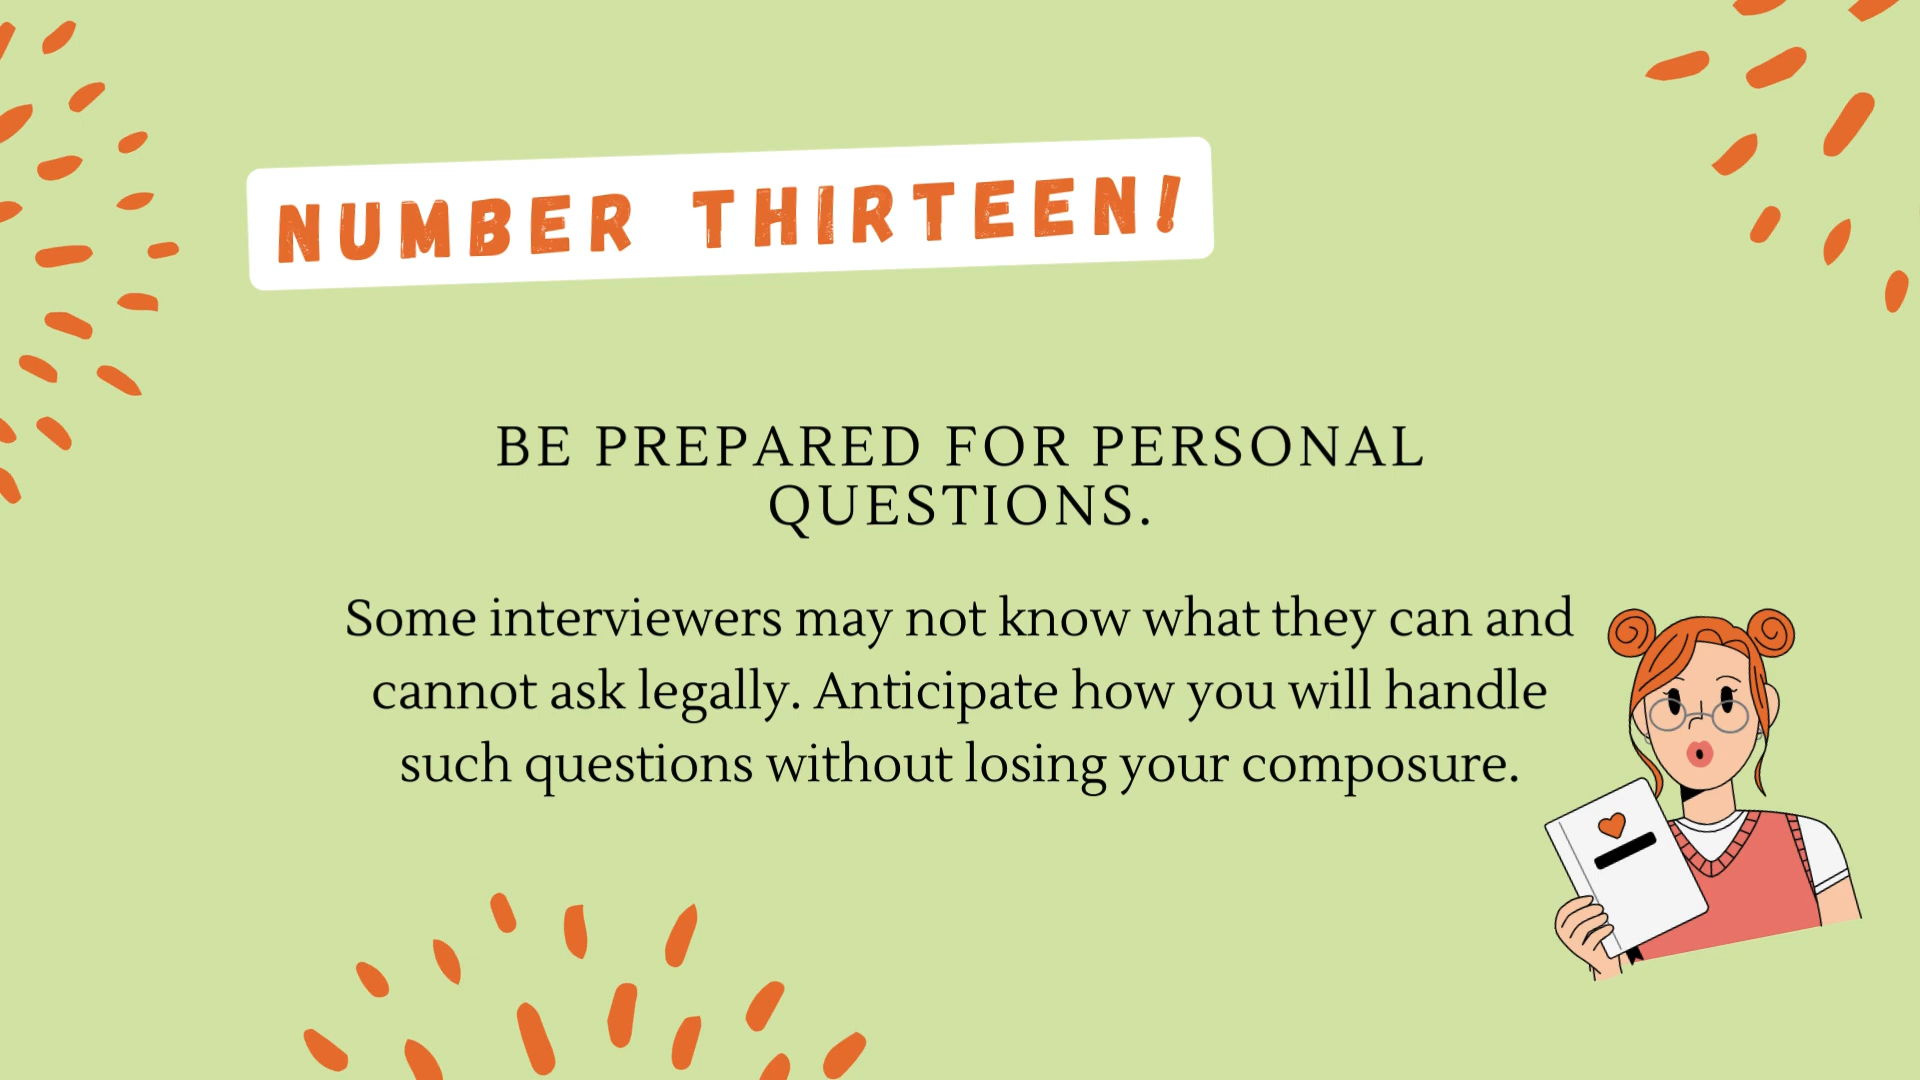 NUMBER THIRTEEN!
BE PREPARED FOR PERSONAL
QUESTIONS.
Some interviewers may not know what they can and
cannot ask legally. Anticipate how you will handle
such questions without losing your composure.